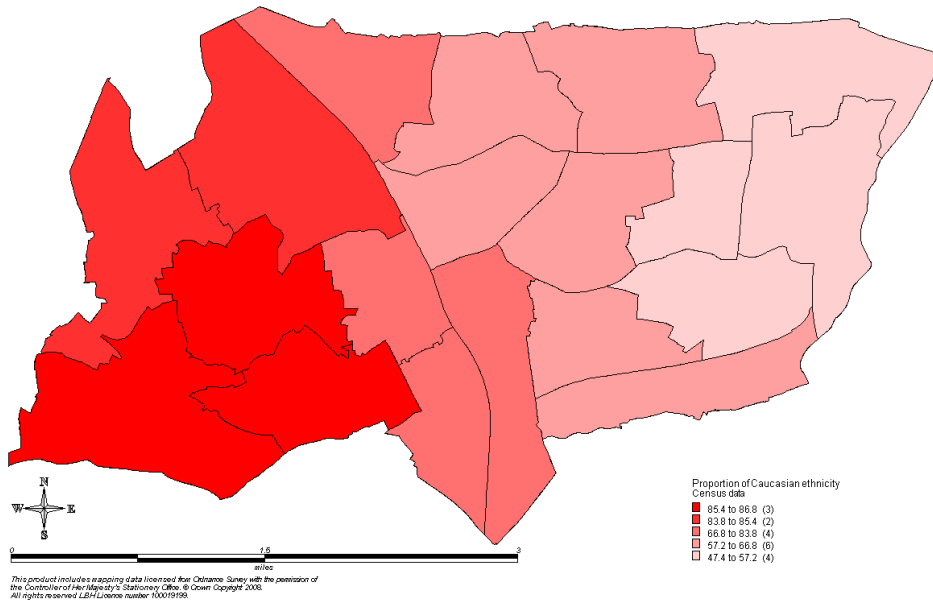 Proportion of Caucasian ethnicity
Census data
85.4 to 86.8 (3)
83.8 to 85.4 (2)
66.8 to 83.8 (4)
57.2 to 66.8 (6)
47.4 to 57.2 (4)
N
W E
S
0 1.5 3
miles
This product includes mapping data licensed from Ordnance Survey with the permission of
the Controller of Her Majesty's Stationery Office. © Crown Copyright 2008.
All rights reserved LBH Licence number 100019199.